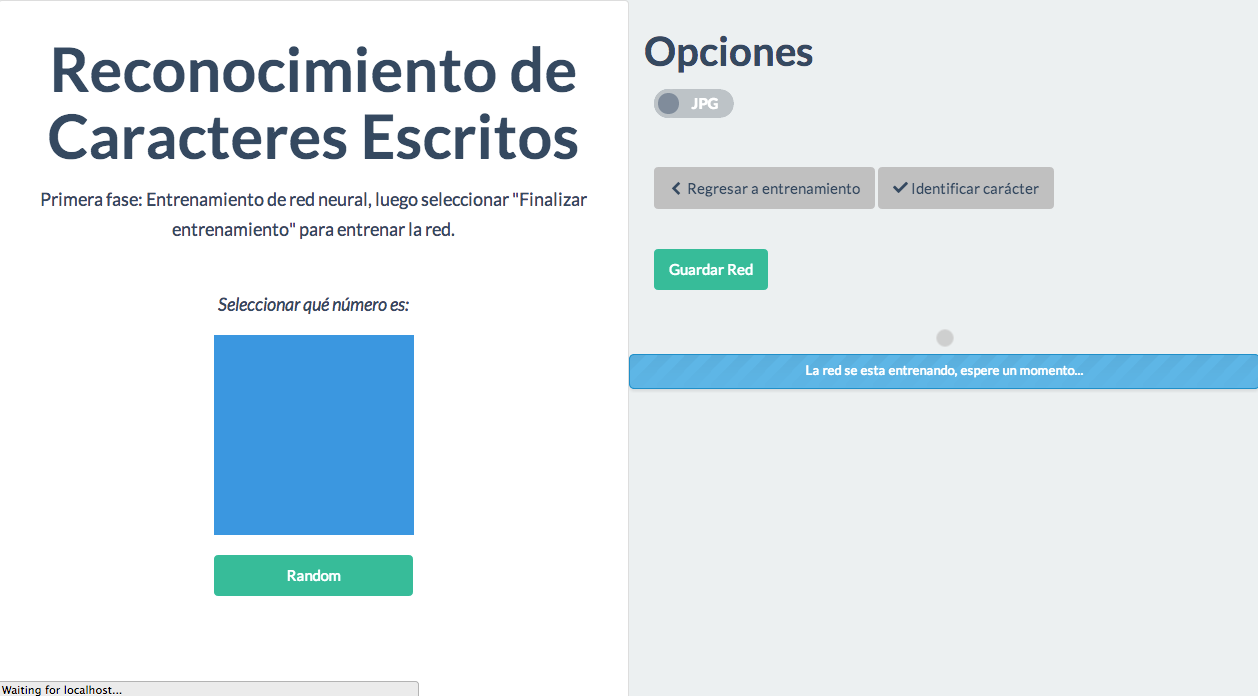 Reconocimiento de
Caracteres Escritos
Primera fase: Entrenamiento de red neural, luego seleccionar "Finalizar
entrenamiento" para entrenar la red.
Seleccionar qué número es:
Random
Waiting for localhost...
Opciones
JPG
Regresar a entrenamiento
Identificar carácter
Guardar Red
La red se esta entrenando, espere un momento...